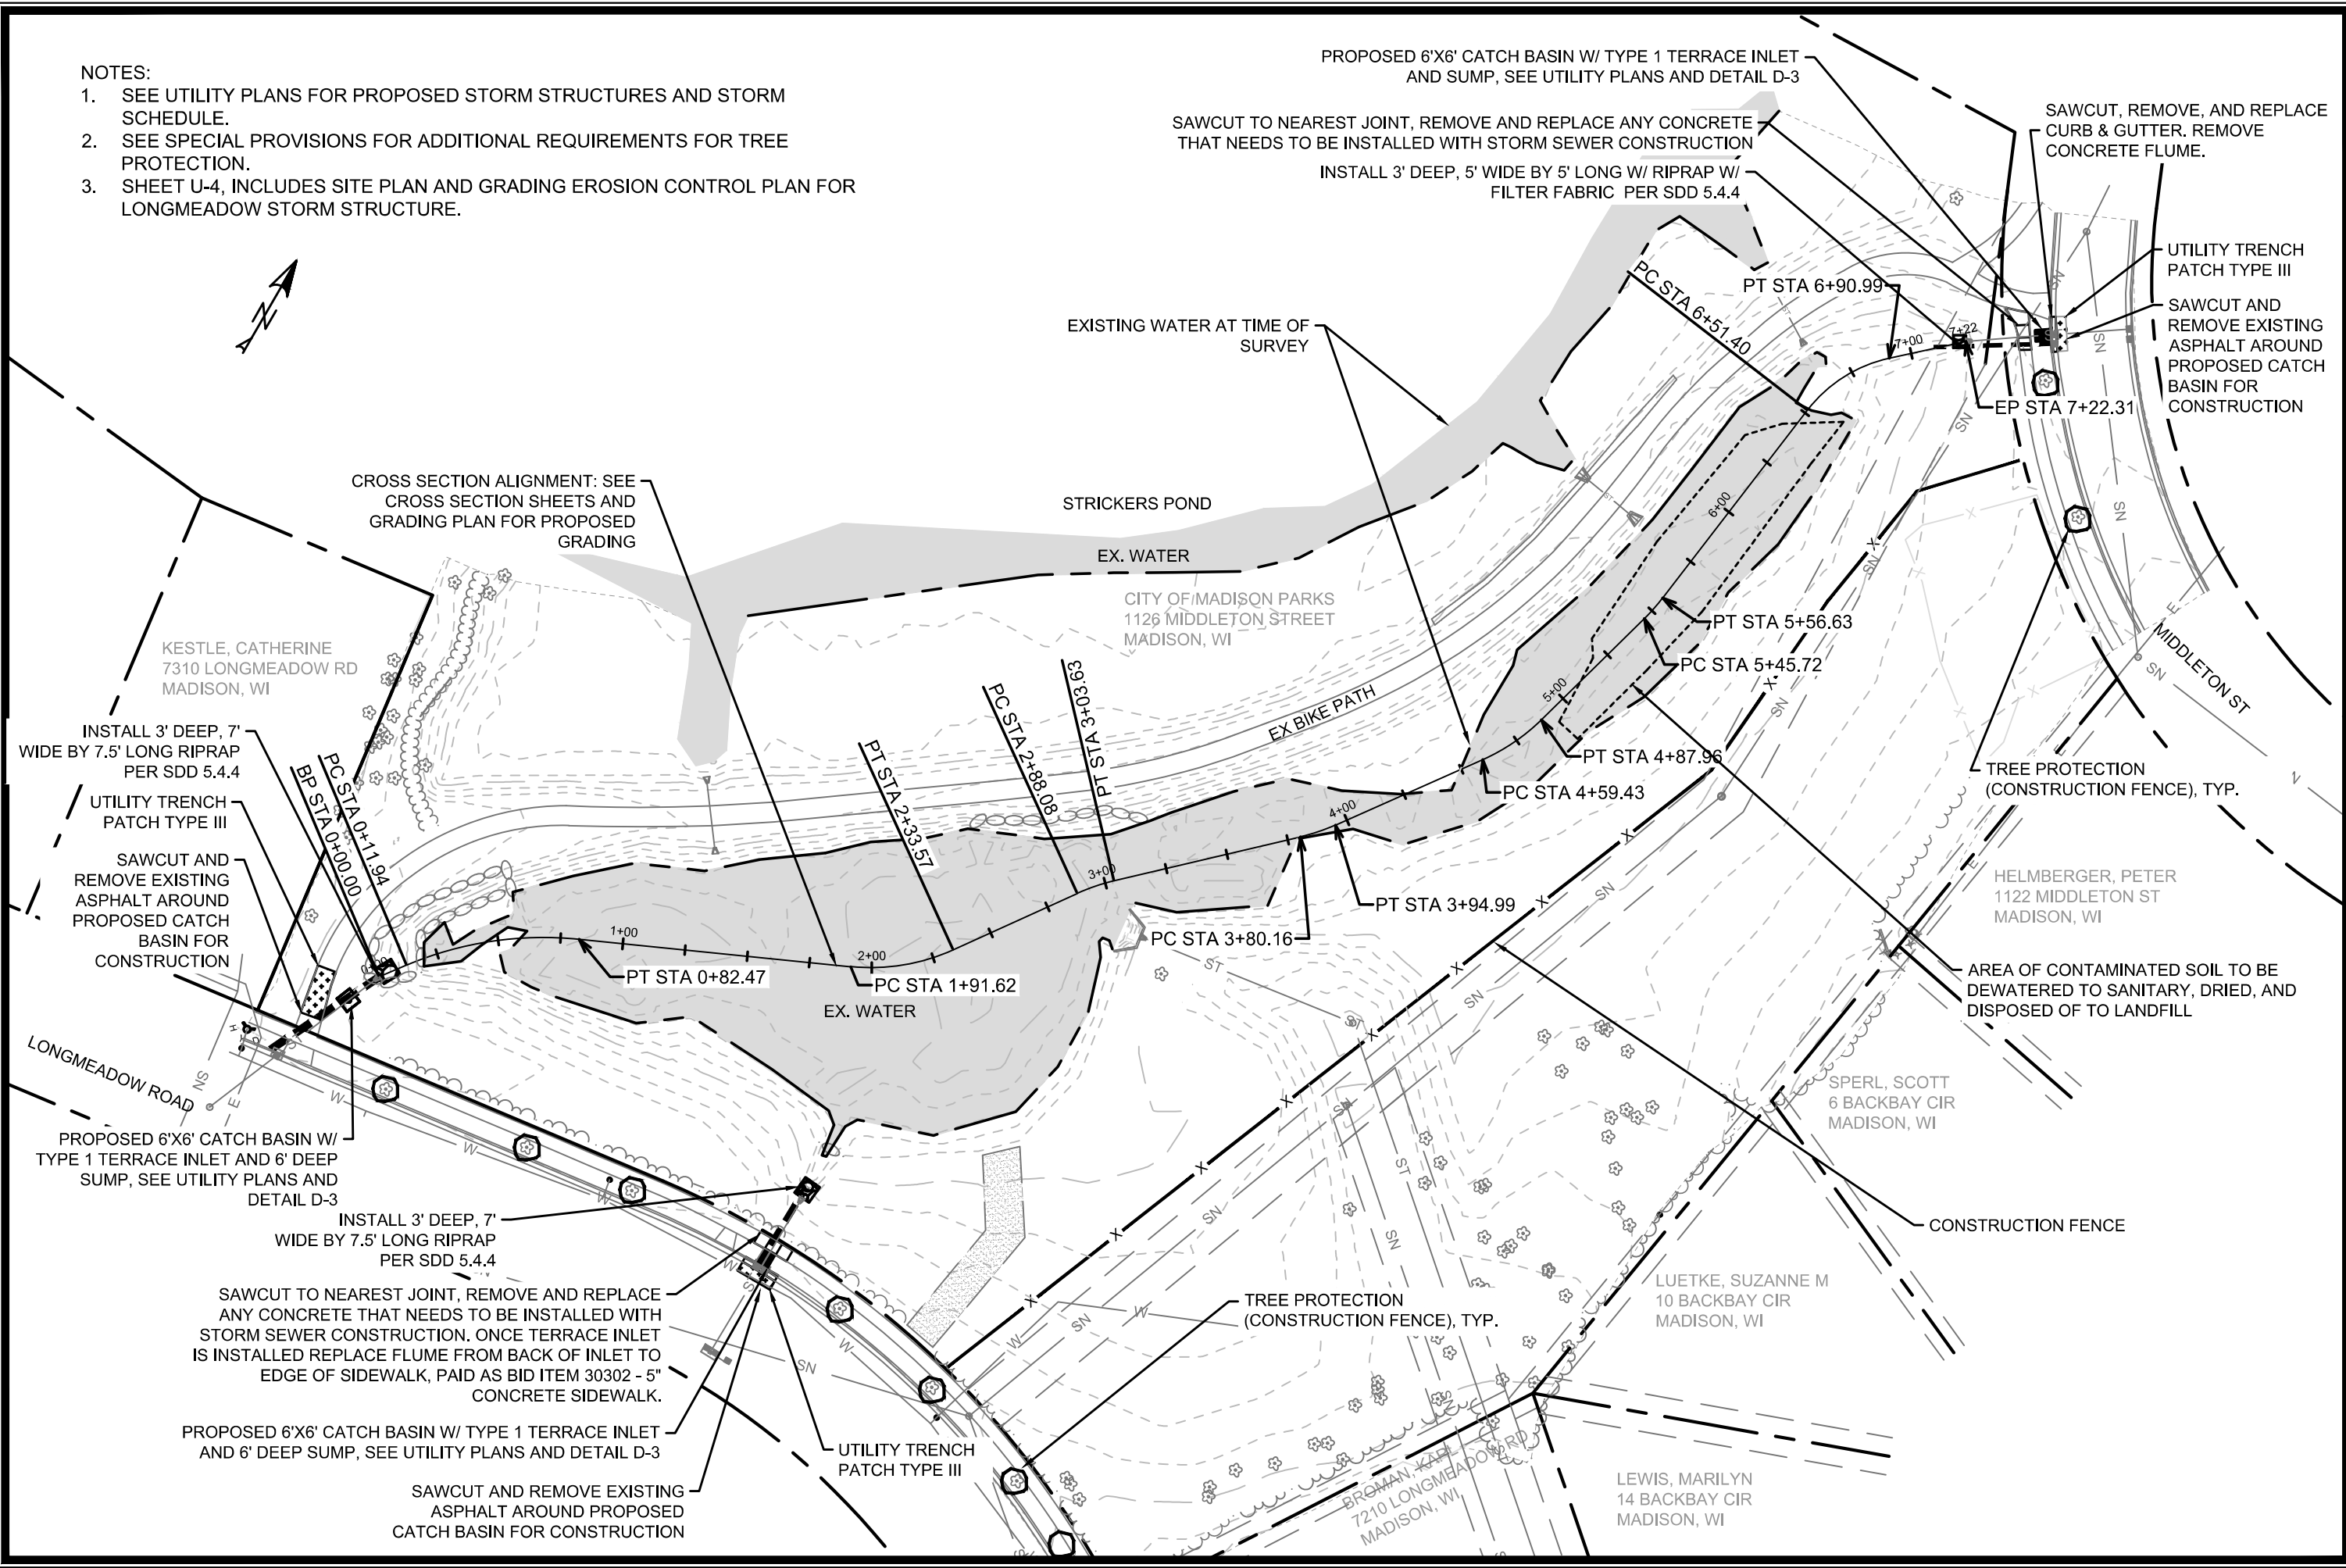 NOTES:
1. SEE UTILITY PLANS FOR PROPOSED STORM STRUCTURES AND STORM
SCHEDULE.
2. SEE SPECIAL PROVISIONS FOR ADDITIONAL REQUIREMENTS FOR TREE
PROTECTION.
3. SHEET U-4, INCLUDES SITE PLAN AND GRADING EROSION CONTROL PLAN FOR
LONGMEADOW STORM STRUCTURE.
N
PROPOSED 6'X6' CATCH BASIN W/ TYPE 1 TERRACE INLET
AND SUMP, SEE UTILITY PLANS AND DETAIL D-3
SAWCUT TO NEAREST JOINT, REMOVE AND REPLACE ANY CONCRETE
THAT NEEDS TO BE INSTALLED WITH STORM SEWER CONSTRUCTION
INSTALL 3' DEEP, 5' WIDE BY 5' LONG W/ RIPRAP W/
FILTER FABRIC PER SDD 5.4.4
SAWCUT, REMOVE, AND REPLACE
CURB & GUTTER. REMOVE
CONCRETE FLUME.
UTILITY TRENCH
PATCH TYPE III
SAWCUT AND
REMOVE EXISTING
ASPHALT AROUND
PROPOSED CATCH
BASIN FOR
CONSTRUCTION
PC STA 6+51.40
PT STA 6+90.99
7+00
7+22
EP STA 7+22.31
EXISTING WATER AT TIME OF
SURVEY
CROSS SECTION ALIGNMENT: SEE
CROSS SECTION SHEETS AND
GRADING PLAN FOR PROPOSED
GRADING
STRICKERS POND
EX. WATER
CITY OF MADISON PARKS
1126 MIDDLETON STREET
MADISON, WI
6+00
PT STA 5+56.63
PC STA 5+45.72
5+00
PT STA 4+87.96
PC STA 4+59.43
4+00
PT STA 3+94.99
PC STA 3+80.16
EX BIKE PATH
PT STA 3+03.63
3+00
PC STA 2+88.08
PT STA 2+33.57
2+00
PC STA 1+91.62
EX. WATER
1+00
PT STA 0+82.47
PC STA 0+11.94
BP STA 0+00.00
KESTLE, CATHERINE
7310 LONGMEADOW RD
MADISON, WI
INSTALL 3' DEEP, 7'
WIDE BY 7.5' LONG RIPRAP
PER SDD 5.4.4
UTILITY TRENCH
PATCH TYPE III
SAWCUT AND
REMOVE EXISTING
ASPHALT AROUND
PROPOSED CATCH
BASIN FOR
CONSTRUCTION
LONGMEADOW ROAD
PROPOSED 6'X6' CATCH BASIN W/
TYPE 1 TERRACE INLET AND 6' DEEP
SUMP, SEE UTILITY PLANS AND
DETAIL D-3
INSTALL 3' DEEP, 7'
WIDE BY 7.5' LONG RIPRAP
PER SDD 5.4.4
SAWCUT TO NEAREST JOINT, REMOVE AND REPLACE
ANY CONCRETE THAT NEEDS TO BE INSTALLED WITH
STORM SEWER CONSTRUCTION. ONCE TERRACE INLET
IS INSTALLED REPLACE FLUME FROM BACK OF INLET TO
EDGE OF SIDEWALK, PAID AS BID ITEM 30302 - 5"
CONCRETE SIDEWALK.
PROPOSED 6'X6' CATCH BASIN W/ TYPE 1 TERRACE INLET
AND 6' DEEP SUMP, SEE UTILITY PLANS AND DETAIL D-3
SAWCUT AND REMOVE EXISTING
ASPHALT AROUND PROPOSED
CATCH BASIN FOR CONSTRUCTION
UTILITY TRENCH
PATCH TYPE III
TREE PROTECTION
(CONSTRUCTION FENCE), TYP.
MIDDLETON ST
TREE PROTECTION
(CONSTRUCTION FENCE), TYP.
HELMBERGER, PETER
1122 MIDDLETON ST
MADISON, WI
AREA OF CONTAMINATED SOIL TO BE
DEWATERED TO SANITARY, DRIED, AND
DISPOSED OF TO LANDFILL
SPERL, SCOTT
6 BACKBAY CIR
MADISON, WI
CONSTRUCTION FENCE
LUETKE, SUZANNE M
10 BACKBAY CIR
MADISON, WI
BROMAN, KARL
7210 LONGMEADOW RD
MADISON, WI
LEWIS, MARILYN
14 BACKBAY CIR
MADISON, WI